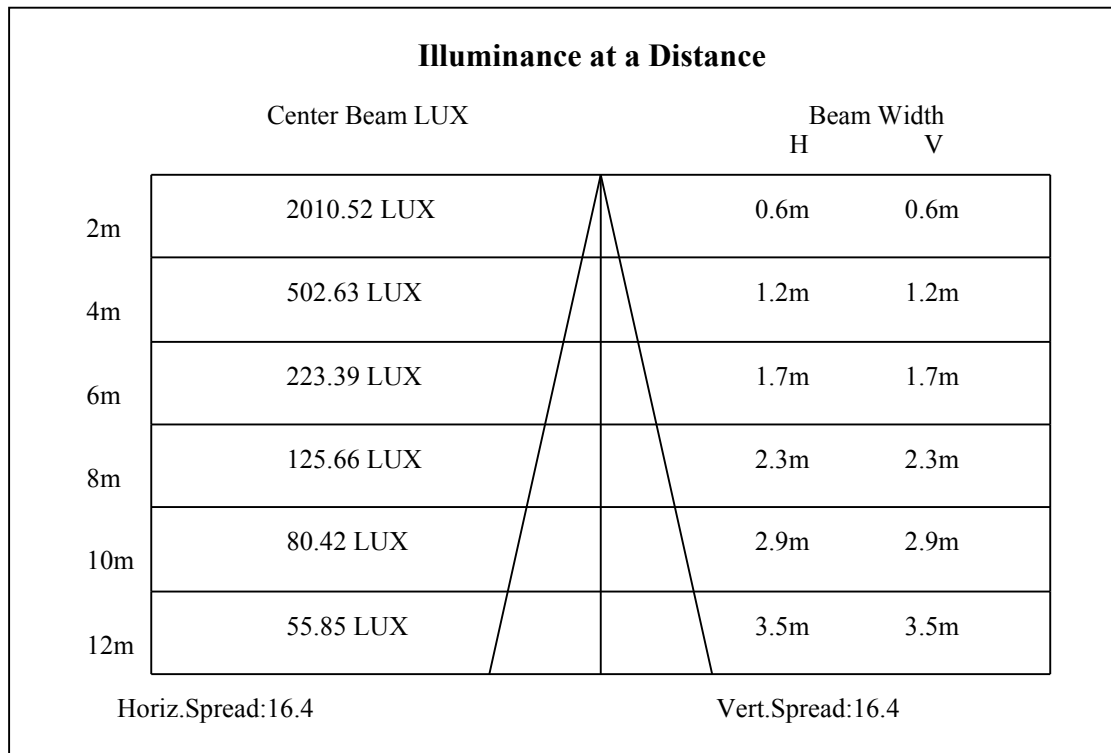 Illuminance at a Distance
Center Beam LUX Beam Width
H V
2m 2010.52 LUX 0.6m 0.6m
4m 502.63 LUX 1.2m 1.2m
6m 223.39 LUX 1.7m 1.7m
8m 125.66 LUX 2.3m 2.3m
10m 80.42 LUX 2.9m 2.9m
12m 55.85 LUX 3.5m 3.5m
Horiz.Spread:16.4 Vert.Spread:16.4